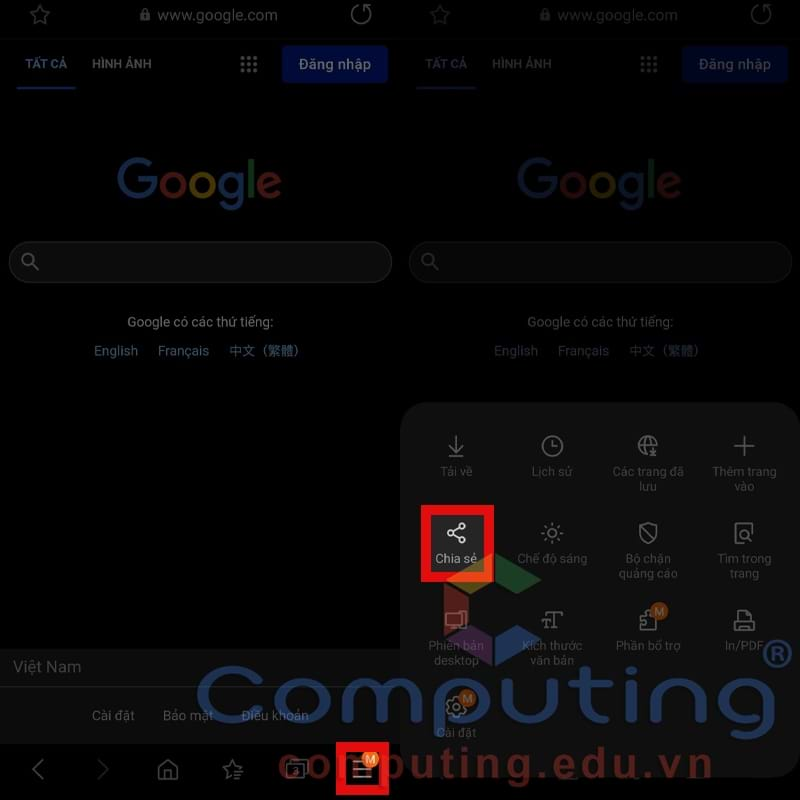 www.google.com
TẤT CẢ HÌNH ẢNH Đăng nhập
Google
Google có các thứ tiếng:
English Français 中文（繁體）
Việt Nam
Cài đặt Bảo mật Điều khoản
3 M
www.google.com
TẤT CẢ HÌNH ẢNH Đăng nhập
Google
Google có các thứ tiếng:
English Français 中文（繁體）
Tải về Lịch sử Các trang đã lưu Thêm trang vào
Chia sẻ Chế độ sáng Bộ chặn quảng cáo Tìm trong trang
M
Phiên bản desktop Kích thước văn bản Phần bổ trợ In/PDF
M
Cài đặt
Computing®
computing.edu.vn